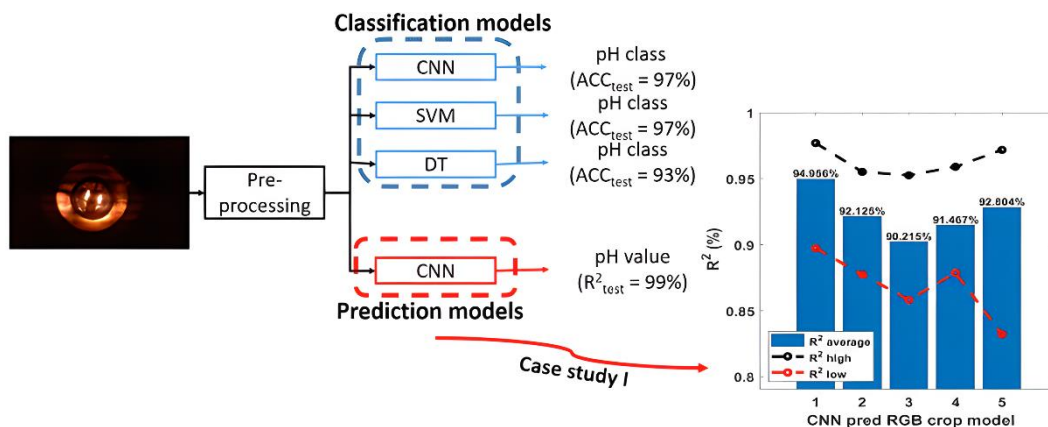 Classification models
CNN
pH class
(ACCtest = 97%)
SVM
pH class
(ACCtest = 97%)
DT
pH class
(ACCtest = 93%)
Pre-
processing
CNN
pH value
(R²test = 99%)
Prediction models
Case study I
1
0.95
0.9
0.85
0.8
R² (%)
94.956%
92.125%
90.215%
91.467%
92.804%
R² average
R² high
R² low
1 2 3 4 5
CNN pred RGB crop model